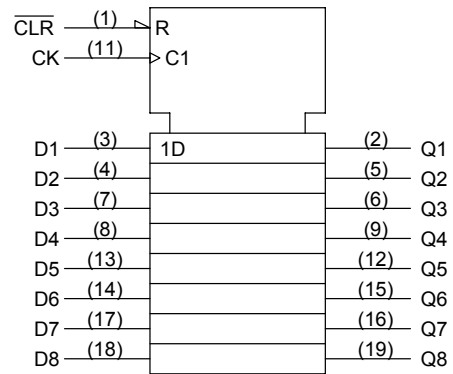 CLR (1) R
CK (11) C1
D1 (3) 1D (2) Q1
D2 (4) (5) Q2
D3 (7) (6) Q3
D4 (8) (9) Q4
D5 (13) (12) Q5
D6 (14) (15) Q6
D7 (17) (16) Q7
D8 (18) (19) Q8